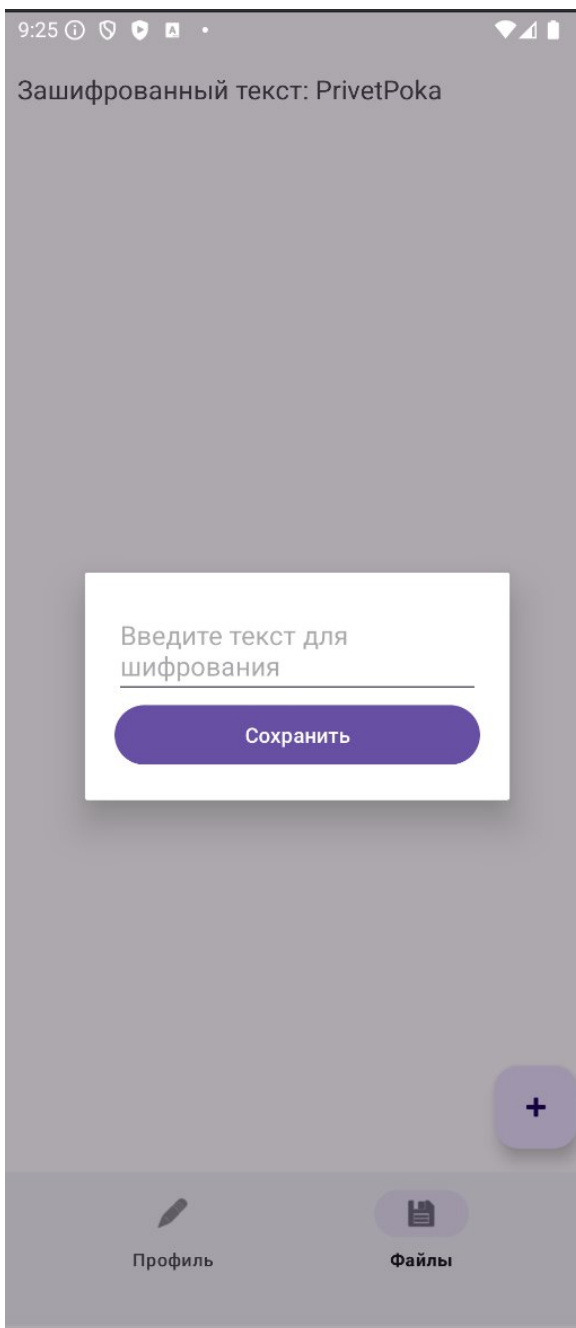 9:25
Зашифрованный текст: PrivetPoka
Введите текст для
шифрования
Сохранить
+
Профиль
Файлы